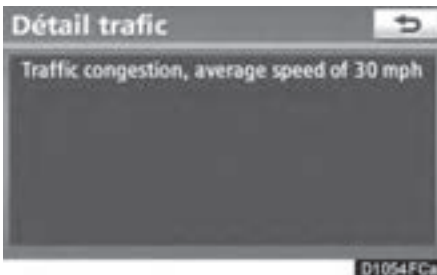 Détail trafic
Traffic congestion, average speed of 30 mph
D1054FCa